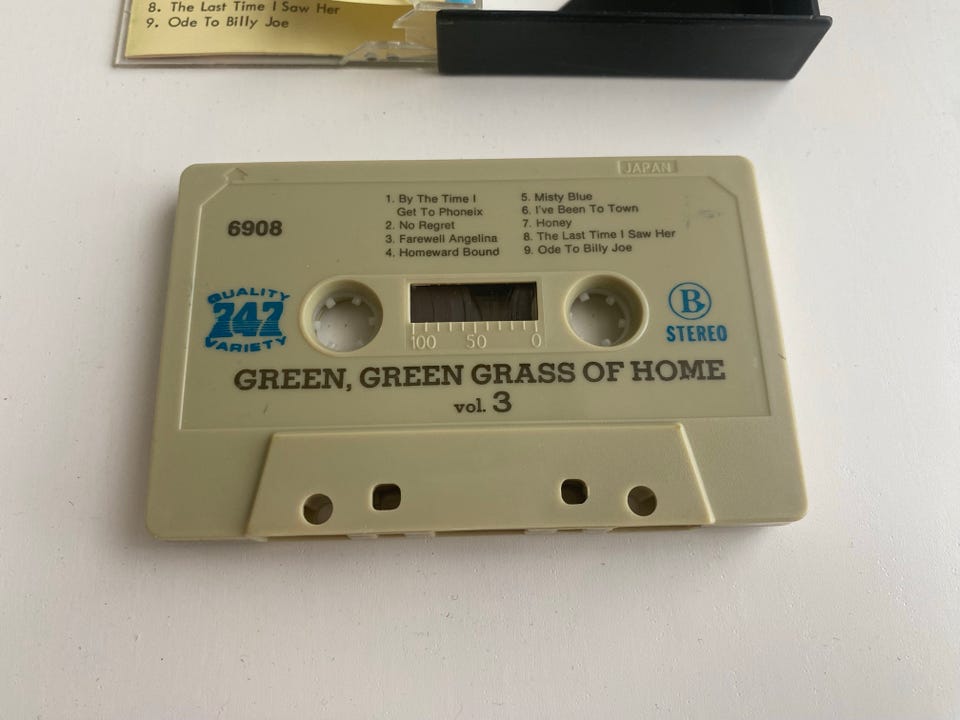 8. The Last Time I Saw Her
9. Ode To Billy Joe
JAPAN
6908
1. By The Time I
Get To Phoneix
2. No Regret
3. Farewell Angelina
4. Homeward Bound
5. Misty Blue
6. I've Been To Town
7. Honey
8. The Last Time I Saw Her
9. Ode To Billy Joe
QUALITY
747
VARIETY
100 50 0
B
STEREO
GREEN, GREEN GRASS OF HOME
vol. 3